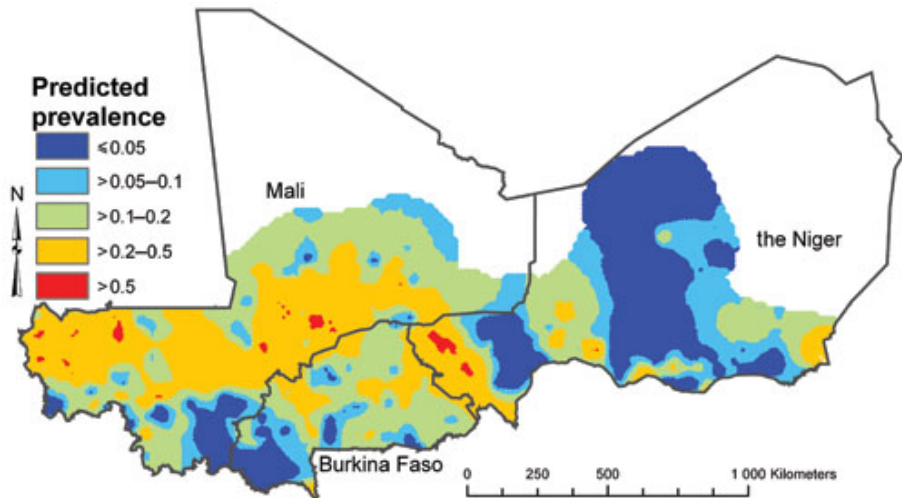 Predicted
prevalence
≤0.05
>0.05–0.1
>0.1–0.2
>0.2–0.5
>0.5
N
Mali
the Niger
Burkina Faso
0 250 500 1 000 Kilometers